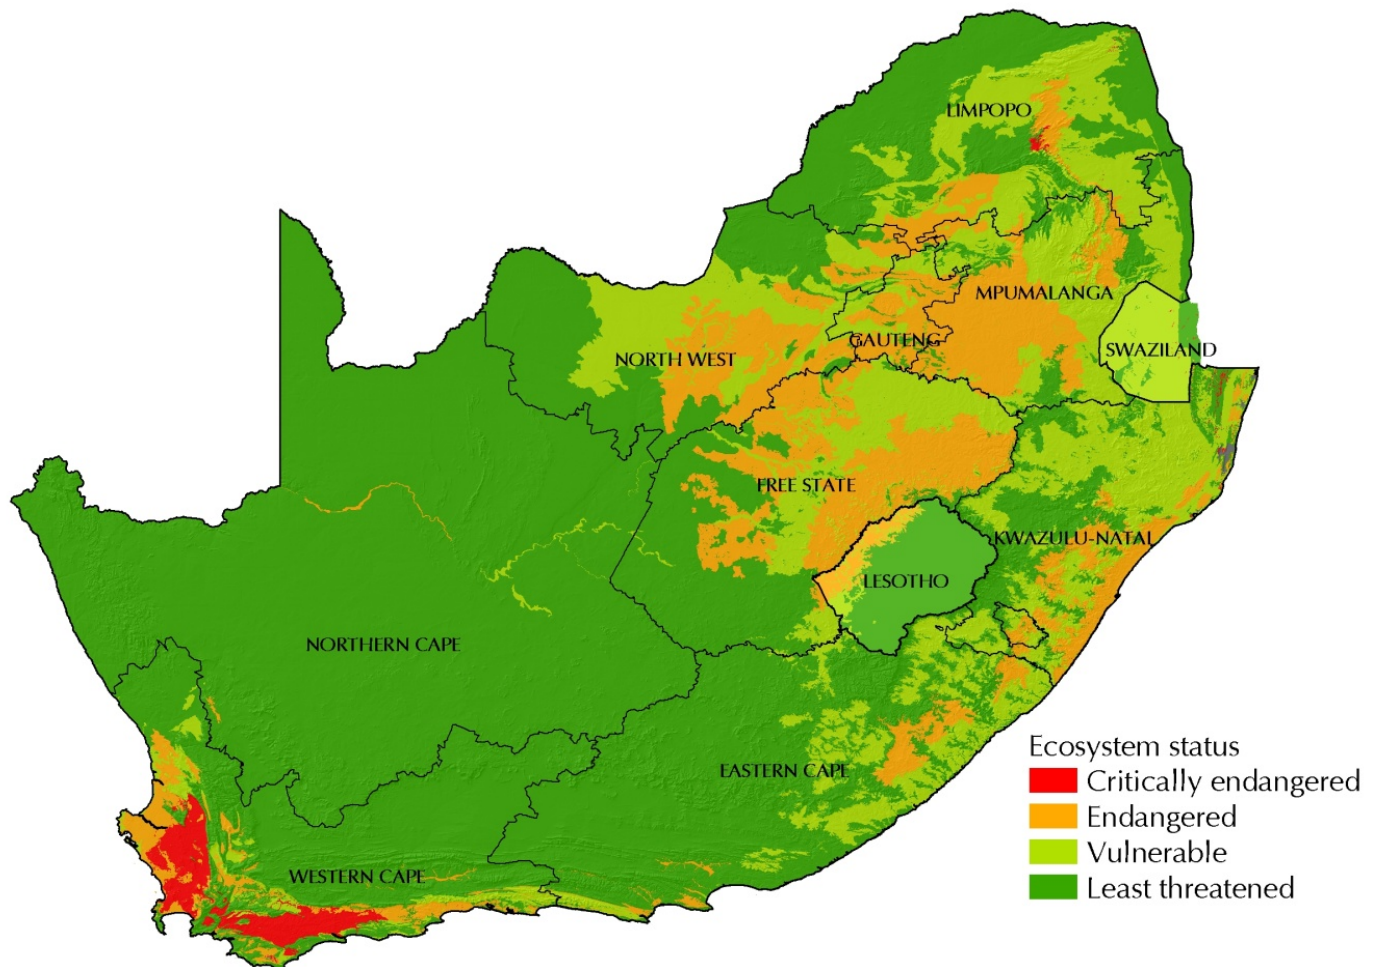 LIMPOPO
MPUMALANGA
GAUTENG
SWAZILAND
NORTH WEST
FREE STATE
KWAZULU-NATAL
LESOTHO
NORTHERN CAPE
EASTERN CAPE
WESTERN CAPE
Ecosystem status
Critically endangered
Endangered
Vulnerable
Least threatened